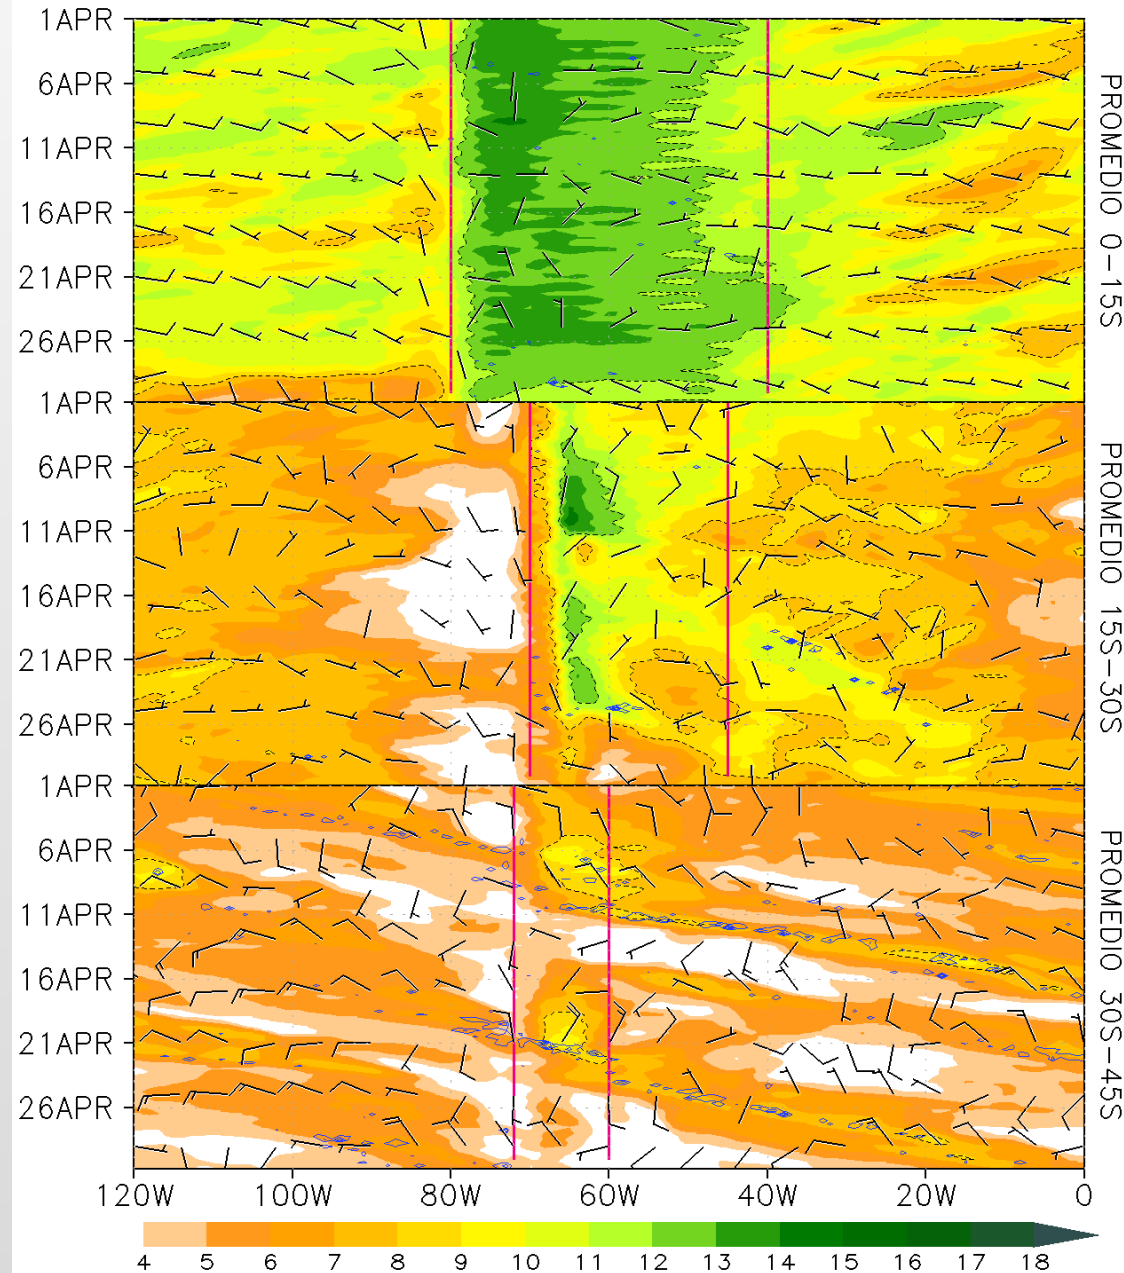 1APR
6APR
11APR
16APR
21APR
26APR
PROMEDIO 0-15S
1APR
6APR
11APR
16APR
21APR
26APR
PROMEDIO 15S-30S
1APR
6APR
11APR
16APR
21APR
26APR
PROMEDIO 30S-45S
120W 100W 80W 60W 40W 20W 0
4 5 6 7 8 9 10 11 12 13 14 15 16 17 18